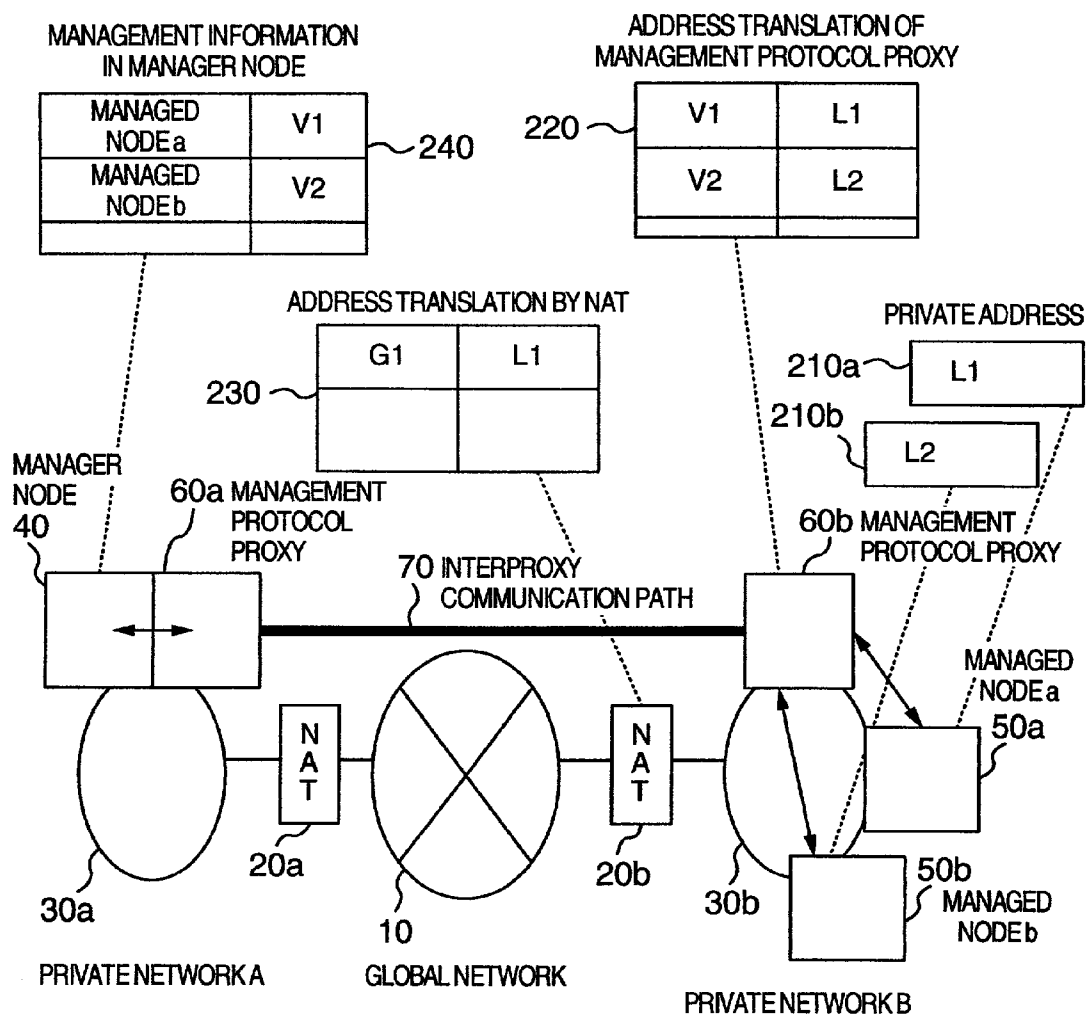 MANAGEMENT INFORMATION
IN MANAGER NODE
MANAGED
NODE a
V1
MANAGED
NODE b
V2
240
ADDRESS TRANSLATION OF
MANAGEMENT PROTOCOL PROXY
220
V1
L1
V2
L2
ADDRESS TRANSLATION BY NAT
G1
L1
230
PRIVATE ADDRESS
210a
L1
210b
L2
MANAGER
NODE
40
60a MANAGEMENT
PROTOCOL
PROXY
70 INTERPROXY
COMMUNICATION PATH
60b MANAGEMENT
PROTOCOL PROXY
MANAGED
NODE a
50a
NAT
20a
NAT
20b
30a
10
30b
50b
MANAGED
NODE b
PRIVATE NETWORK A
GLOBAL NETWORK
PRIVATE NETWORK B